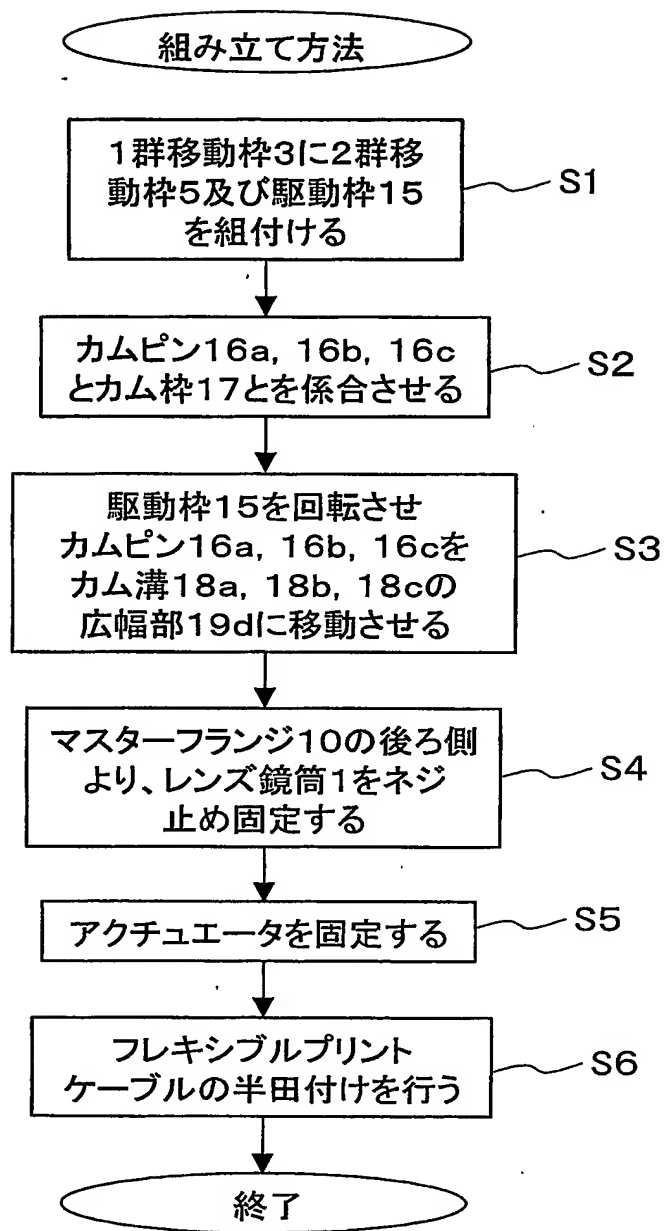 組み立て方法
1群移動枠3に2群移
動枠5及び駆動枠15
を組付ける
S1
カムピン16a, 16b, 16c
とカム枠17とを係合させる
S2
駆動枠15を回転させ
カムピン16a, 16b, 16cを
カム溝18a, 18b, 18cの
広幅部19dに移動させる
S3
マスターフランジ10の後ろ側
より、レンズ鏡筒1をネジ
止め固定する
S4
アクチュエータを固定する
S5
フレキシブルプリント
ケーブルの半田付けを行う
S6
終了